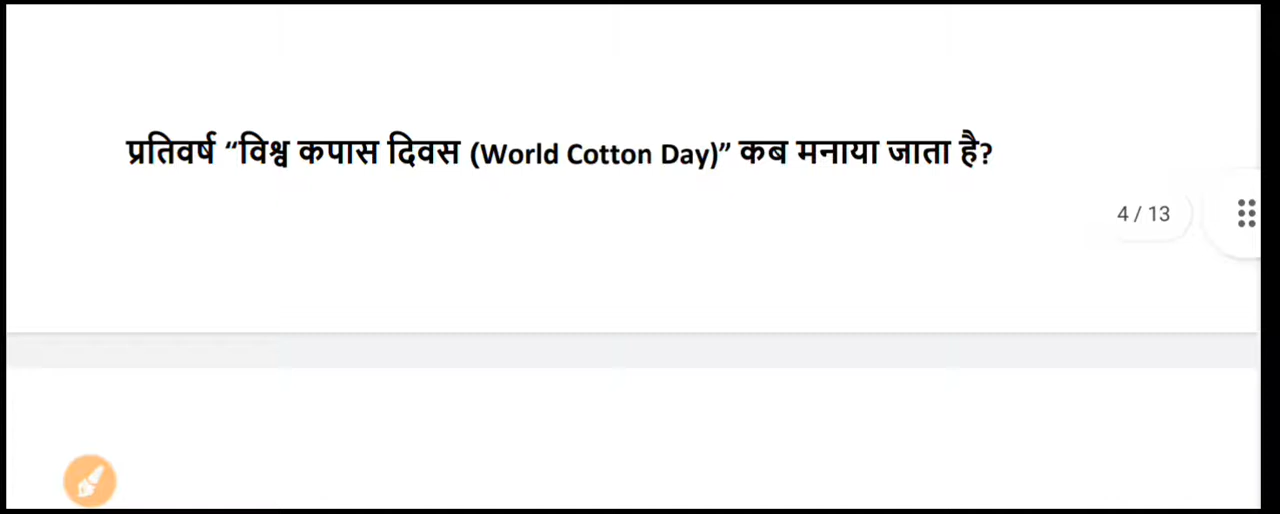 प्रतिवर्ष “विश्व कपास दिवस (World Cotton Day)” कब मनाया जाता है?
4 / 13